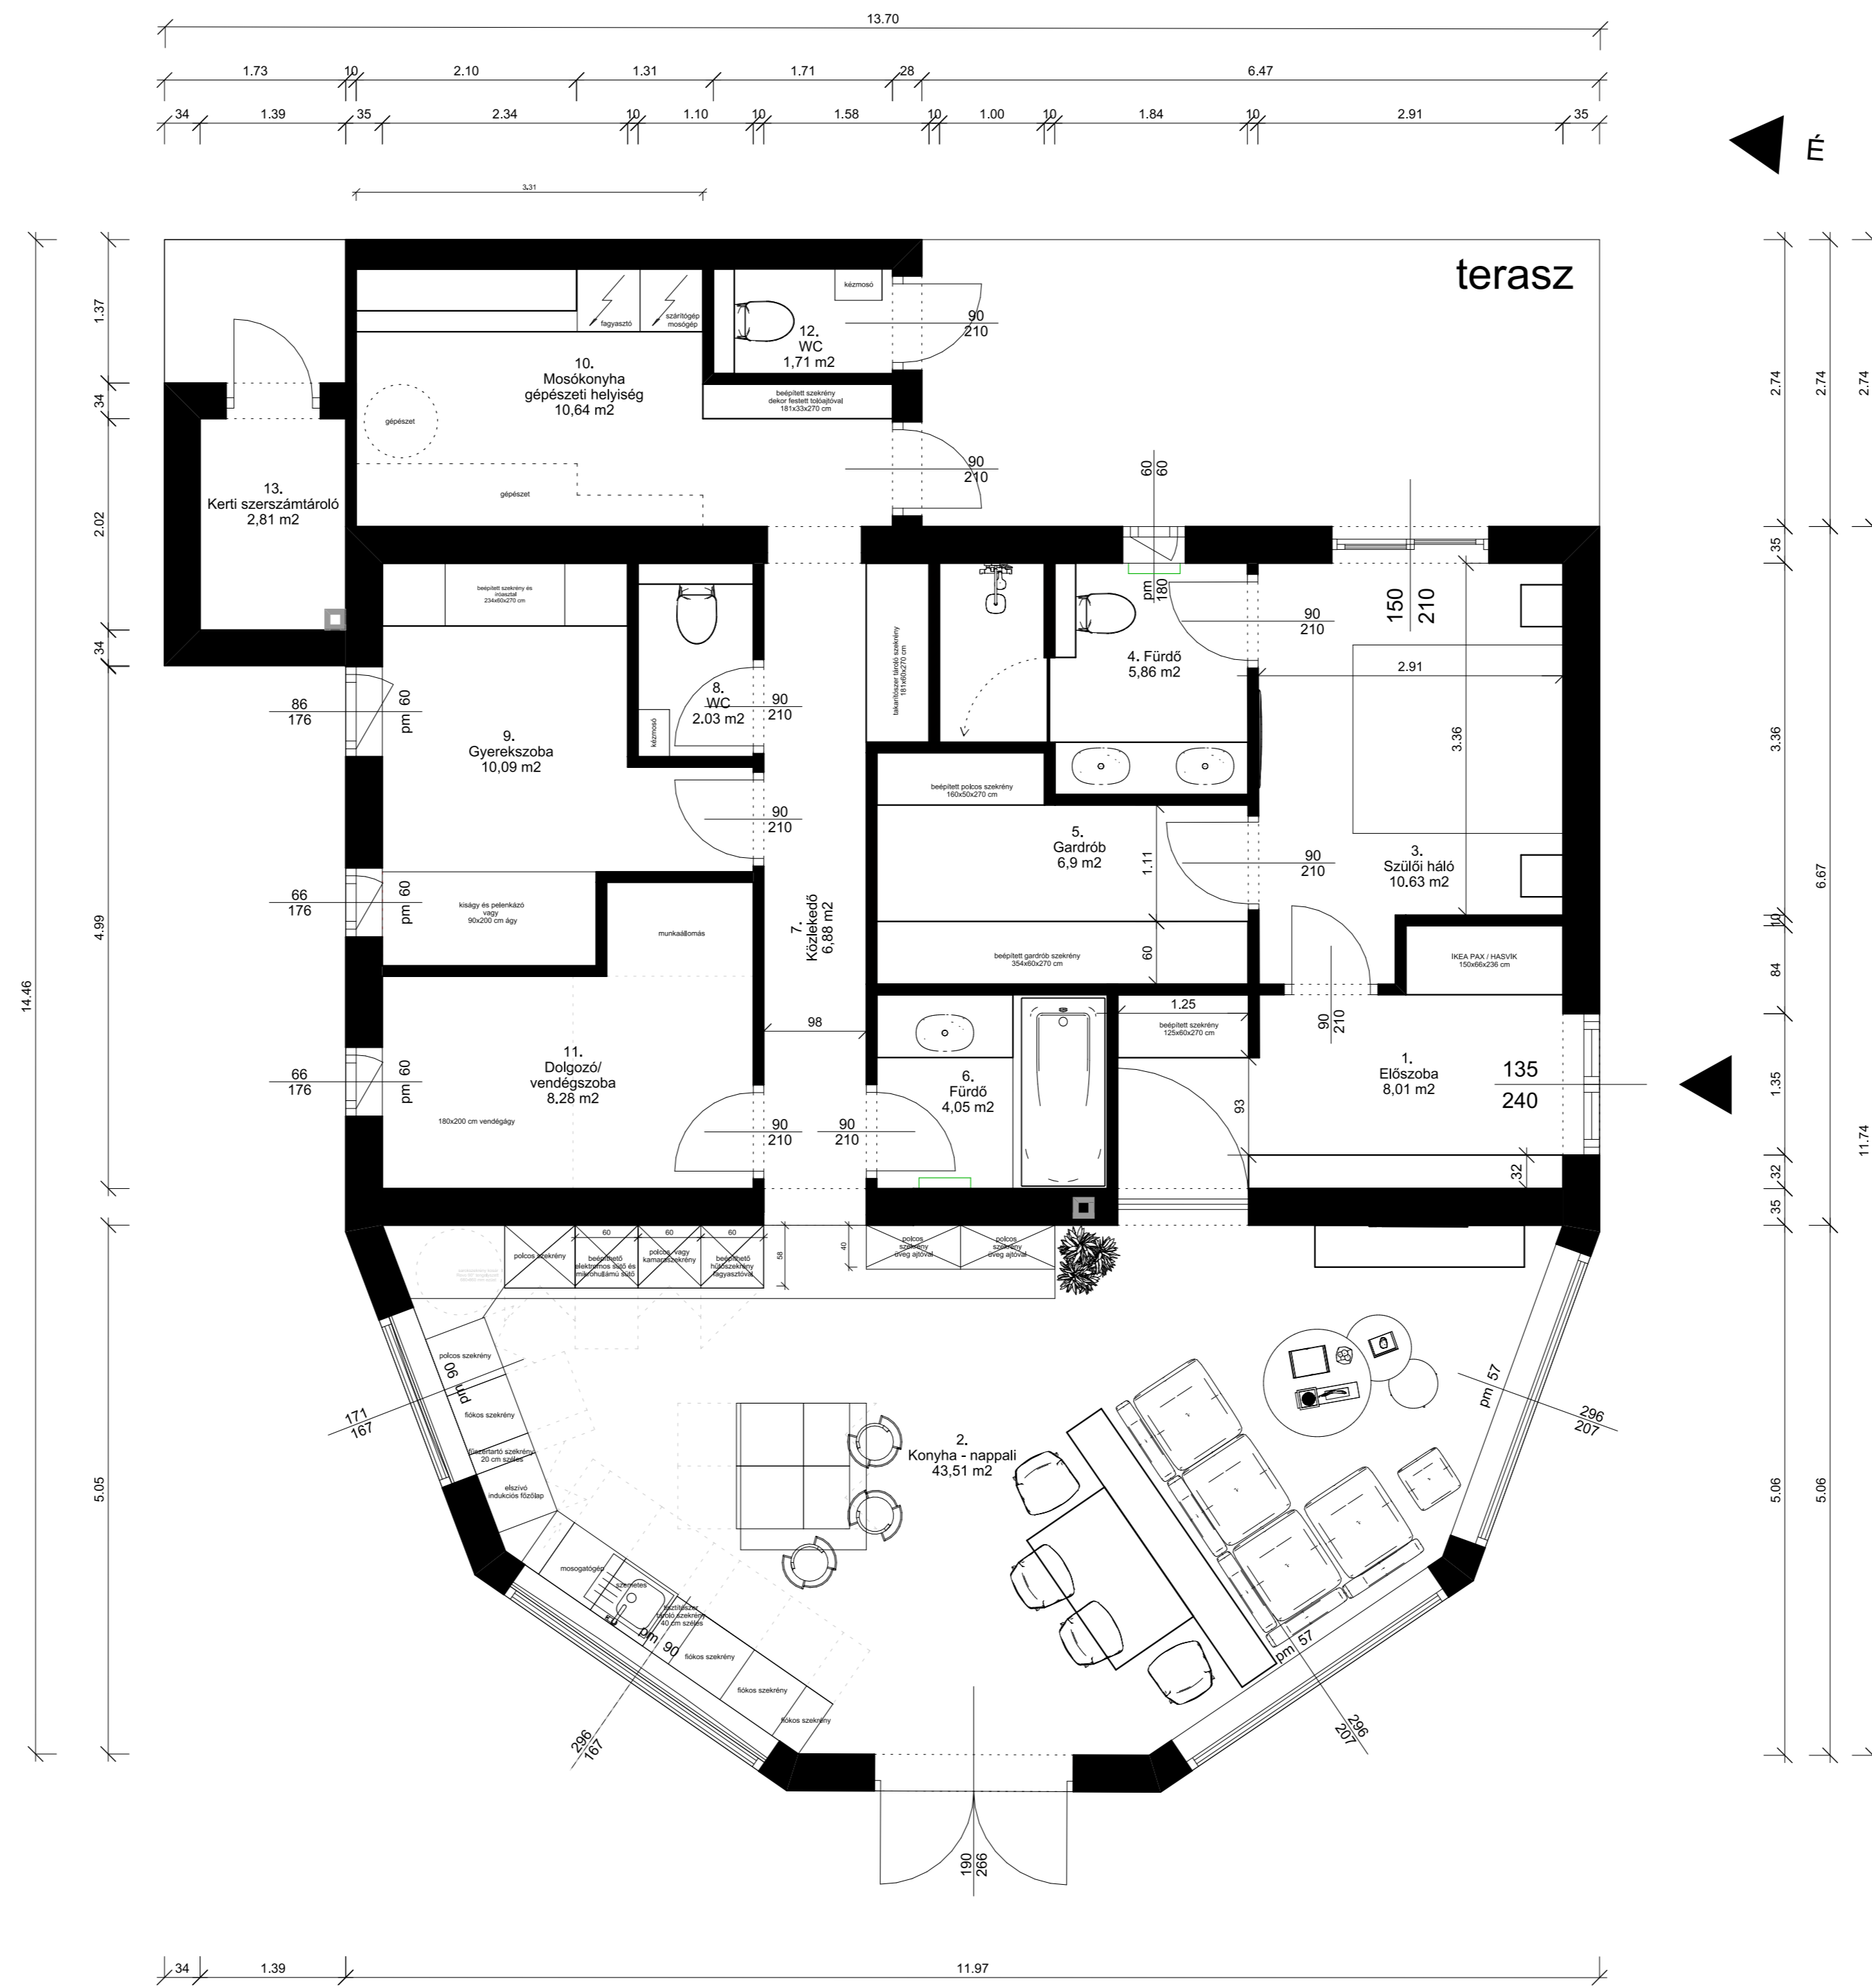 13.70
1.73 10 2.10 1.31 1.71 28 6.47
34 1.39 35 2.34 10 1.10 10 1.58 10 1.00 10 1.84 10 2.91 35
É
3.31
terasz
fagyasztó
szárítógép
mosógép
kézmosó
12.
WC
1,71 m2
90
210
10.
Mosókonyha
gépészeti helyiség
10,64 m2
beépített szekrény
dekor festett tolóajtóval
181x33x270 cm
gépészet
gépészet
90
210
13.
Kerti szerszámtároló
2,81 m2
60
60
pm
180
150
210
beépített szekrény és
íróasztal
234x60x270 cm
takarítószer tároló szekrény
181x60x270 cm
4. Fürdő
5,86 m2
90
210
2.91
3.36
8.
WC
2.03 m2
kézmosó
90
210
86
176
pm 60
9.
Gyerekszoba
10,09 m2
90
210
beépített polcos szekrény
160x50x270 cm
5.
Gardrób
6,9 m2
1.11
60
90
210
3.
Szülői háló
10.63 m2
66
176
pm 60
kiságy és pelenkázó
vagy
90x200 cm ágy
munkaállomás
7.
Közlekedő
6,88 m2
beépített gardrób szekrény
354x60x270 cm
IKEA PAX / HASVIK
150x66x236 cm
90
210
98
1.25
beépített szekrény
125x60x270 cm
66
176
pm 60
11.
Dolgozó/
vendégszoba
8.28 m2
180x200 cm vendégágy
90
210
90
210
6.
Fürdő
4,05 m2
93
1.
Előszoba
8,01 m2
135
240
32
60 60 60
58
40
polcos szekrény
beépíthető
elektromos sütő és
mikrohullámú sütő
polcos vagy
kamaraszekrény
beépíthető
hűtőszekrény
fagyasztóval
polcos
szekrény
üveg ajtóval
polcos
szekrény
üveg ajtóval
polcos szekrény
pm 90
171
167
fiókos szekrény
fűszertartó szekrény
20 cm széles
elszívó
indukciós főzőlap
mosogatógép
szemetes
tisztítószer
tároló szekrény
40 cm széles
pm 90
fiókos szekrény
fiókos szekrény
fiókos szekrény
296
167
2.
Konyha - nappali
43,51 m2
pm 57
296
207
pm 57
296
207
190
266
14.46
1.37
34
2.02
34
4.99
5.05
2.74
35
3.36
10
84
1.35
32
35
5.06
2.74
6.67
5.06
2.74
11.74
34 1.39 11.97